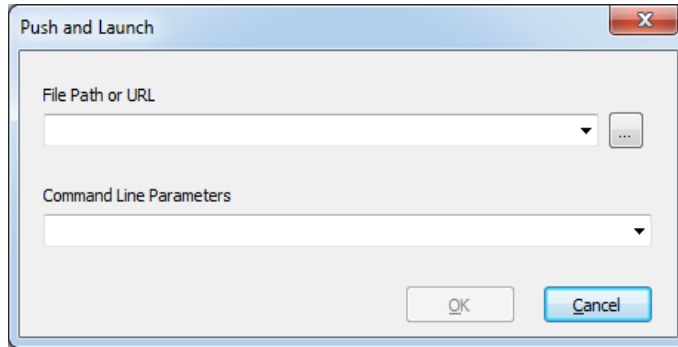 Push and Launch
File Path or URL
...
Command Line Parameters
OK
Cancel